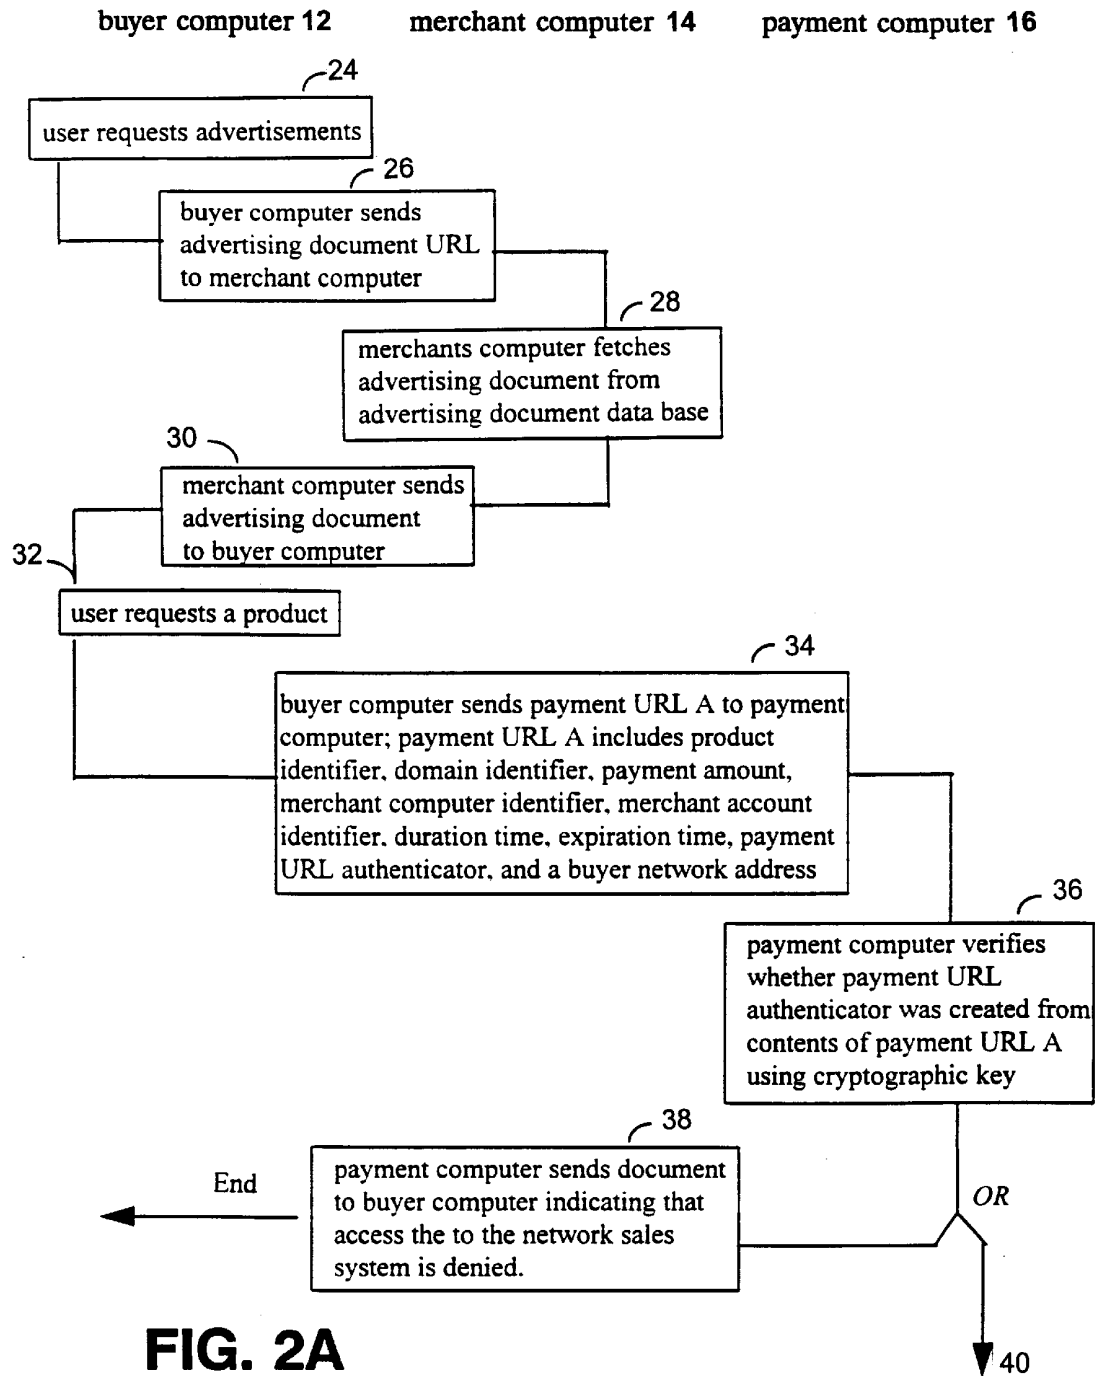 buyer computer 12 merchant computer 14 payment computer 16
24
user requests advertisements
26
buyer computer sends
advertising document URL
to merchant computer
28
merchants computer fetches
advertising document from
advertising document data base
30
merchant computer sends
advertising document
to buyer computer
32
user requests a product
34
buyer computer sends payment URL A to payment
computer; payment URL A includes product
identifier, domain identifier, payment amount,
merchant computer identifier, merchant account
identifier, duration time, expiration time, payment
URL authenticator, and a buyer network address
36
payment computer verifies
whether payment URL
authenticator was created from
contents of payment URL A
using cryptographic key
38
payment computer sends document
to buyer computer indicating that
access the to the network sales
system is denied.
End
OR
40
FIG. 2A